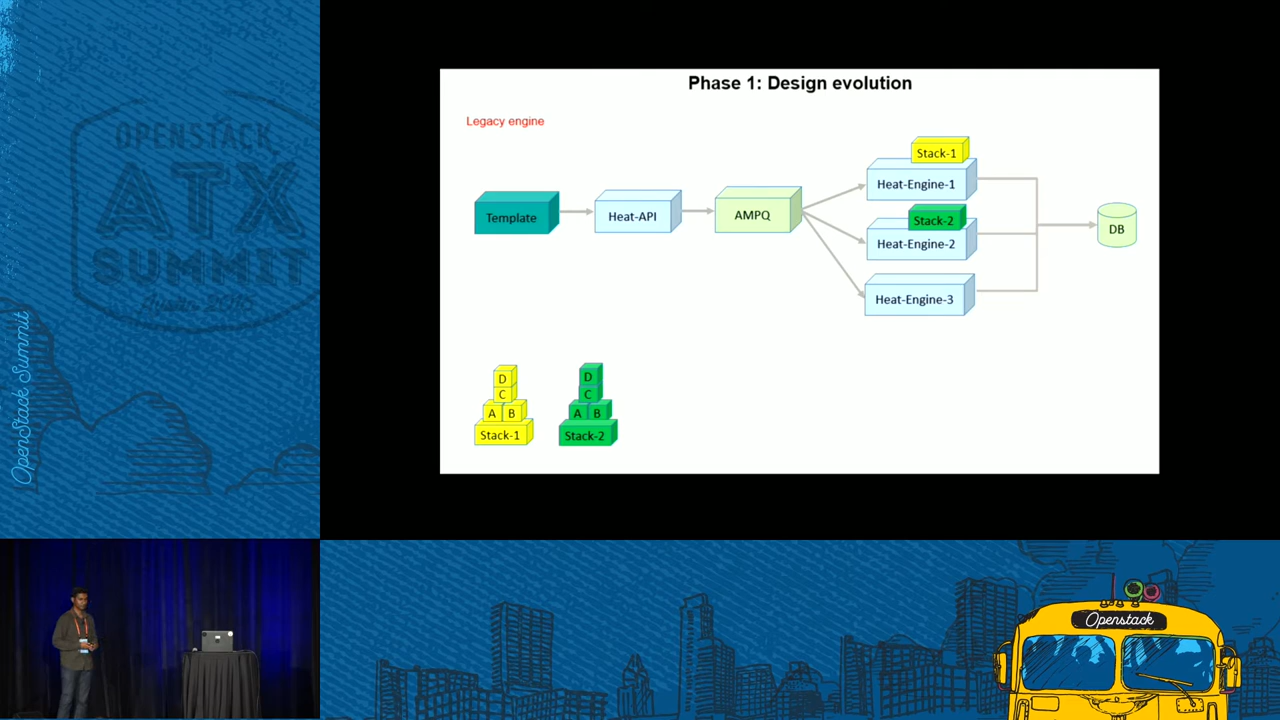 OPENSTACK
ATX
SUMMIT
Austin
OpenStack Summit
Phase 1: Design evolution
Legacy engine
Template
Heat-API
AMPQ
Stack-1
Heat-Engine-1
Stack-2
Heat-Engine-2
Heat-Engine-3
DB
D
C
A B
Stack-1
D
C
A B
Stack-2
Openstack